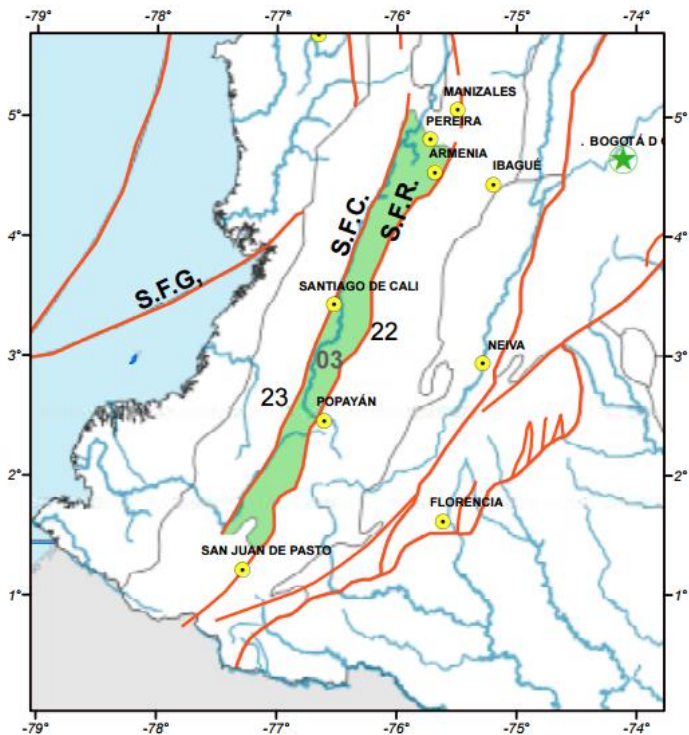 -79° -78° -77° -76° -75° -74°
MANIZALES
5° 5°
PEREIRA
. BOGOTÁ D C
ARMENIA
IBAGUÉ
S.F.C.
S.F.R.
4° 4°
S.F.G,
SANTIAGO DE CALI
22
3° 3°
03
NEIVA
23
POPAYÁN
2° 2°
FLORENCIA
SAN JUAN DE PASTO
1° 1°
-79° -78° -77° -76° -75° -74°